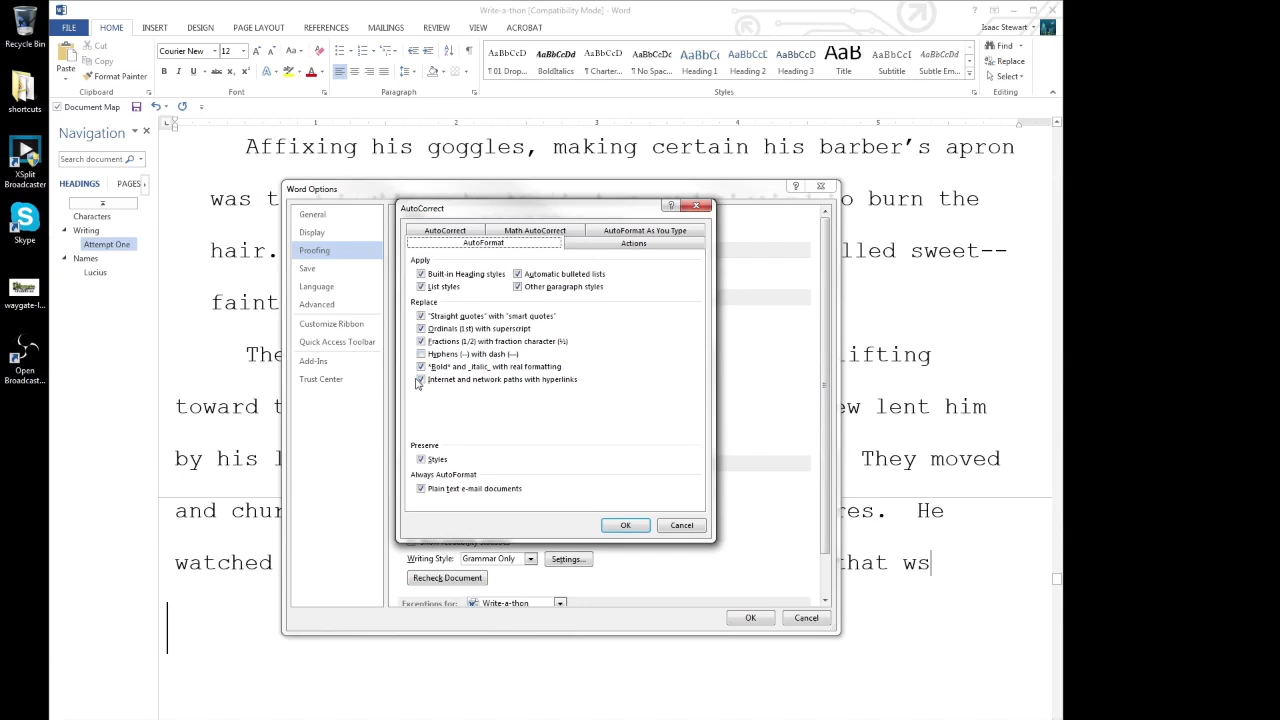 Write-a-thon [Compatibility Mode] - Word
Recycle Bin
shortcuts
XSplit
Broadcaster
Skype
waygate-l...
Open
Broadcast...
FILE HOME INSERT DESIGN PAGE LAYOUT REFERENCES MAILINGS REVIEW VIEW ACROBAT Isaac Stewart
Paste
Cut
Copy
Format Painter
Clipboard
Courier New 12
Font
Paragraph
AaBbCcDd AaBbCcDd AaBbCcDd AaBbCcDc AaBbCcI AaBbCcD AaBbCcD AaB AaBbCcI AaBbCcDd
¶ 01 Drop... BoldItalics ¶ Charter... ¶ No Spac... Heading 1 Heading 2 Heading 3 Title Subtitle Subtle Em...
Styles
Find
Replace
Select
Editing
Document Map
Navigation
Search document
HEADINGS PAGES
Characters
Writing
Attempt One
Names
Lucius
1 2 3 4 5
Affixing his goggles, making certain his barber’s apron
was t o burn the
hair. lled sweet--
faint
The lifting
toward t ew lent him
by his l They moved
and chur res. He
watched that ws
Word Options
General
Display
Proofing
Save
Language
Advanced
Customize Ribbon
Quick Access Toolbar
Add-Ins
Trust Center
Writing Style: Grammar Only Settings...
Recheck Document
Exceptions for: Write-a-thon
OK Cancel
AutoCorrect
AutoCorrect Math AutoCorrect AutoFormat As You Type
AutoFormat Actions
Apply
Built-in Heading styles Automatic bulleted lists
List styles Other paragraph styles
Replace
"Straight quotes" with “smart quotes”
Ordinals (1st) with superscript
Fractions (1/2) with fraction character (½)
Hyphens (--) with dash (—)
*Bold* and _italic_ with real formatting
Internet and network paths with hyperlinks
Preserve
Styles
Always AutoFormat
Plain text e-mail documents
OK Cancel